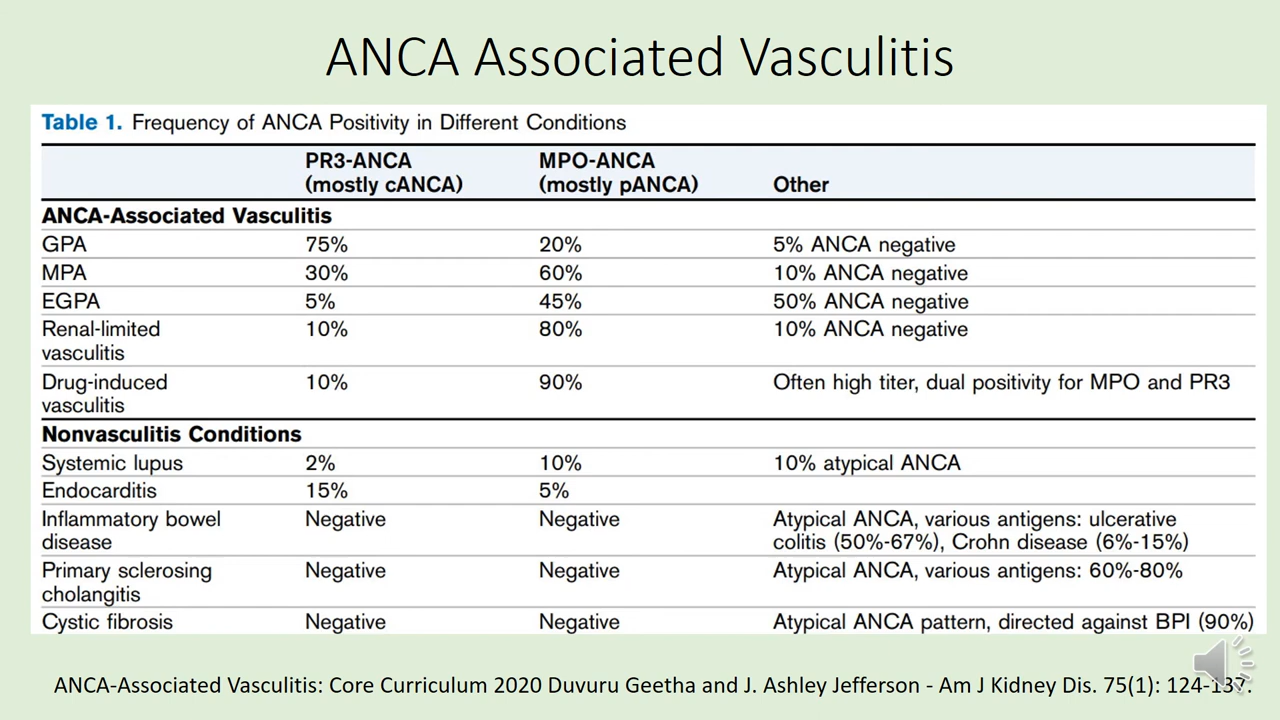 ANCA Associated Vasculitis
Table 1. Frequency of ANCA Positivity in Different Conditions
PR3-ANCA (mostly cANCA) MPO-ANCA (mostly pANCA) Other
ANCA-Associated Vasculitis
GPA 75% 20% 5% ANCA negative
MPA 30% 60% 10% ANCA negative
EGPA 5% 45% 50% ANCA negative
Renal-limited vasculitis 10% 80% 10% ANCA negative
Drug-induced vasculitis 10% 90% Often high titer, dual positivity for MPO and PR3
Nonvasculitis Conditions
Systemic lupus 2% 10% 10% atypical ANCA
Endocarditis 15% 5%
Inflammatory bowel disease Negative Negative Atypical ANCA, various antigens: ulcerative colitis (50%-67%), Crohn disease (6%-15%)
Primary sclerosing cholangitis Negative Negative Atypical ANCA, various antigens: 60%-80%
Cystic fibrosis Negative Negative Atypical ANCA pattern, directed against BPI (90%)
ANCA-Associated Vasculitis: Core Curriculum 2020 Duvuru Geetha and J. Ashley Jefferson - Am J Kidney Dis. 75(1): 124-137.